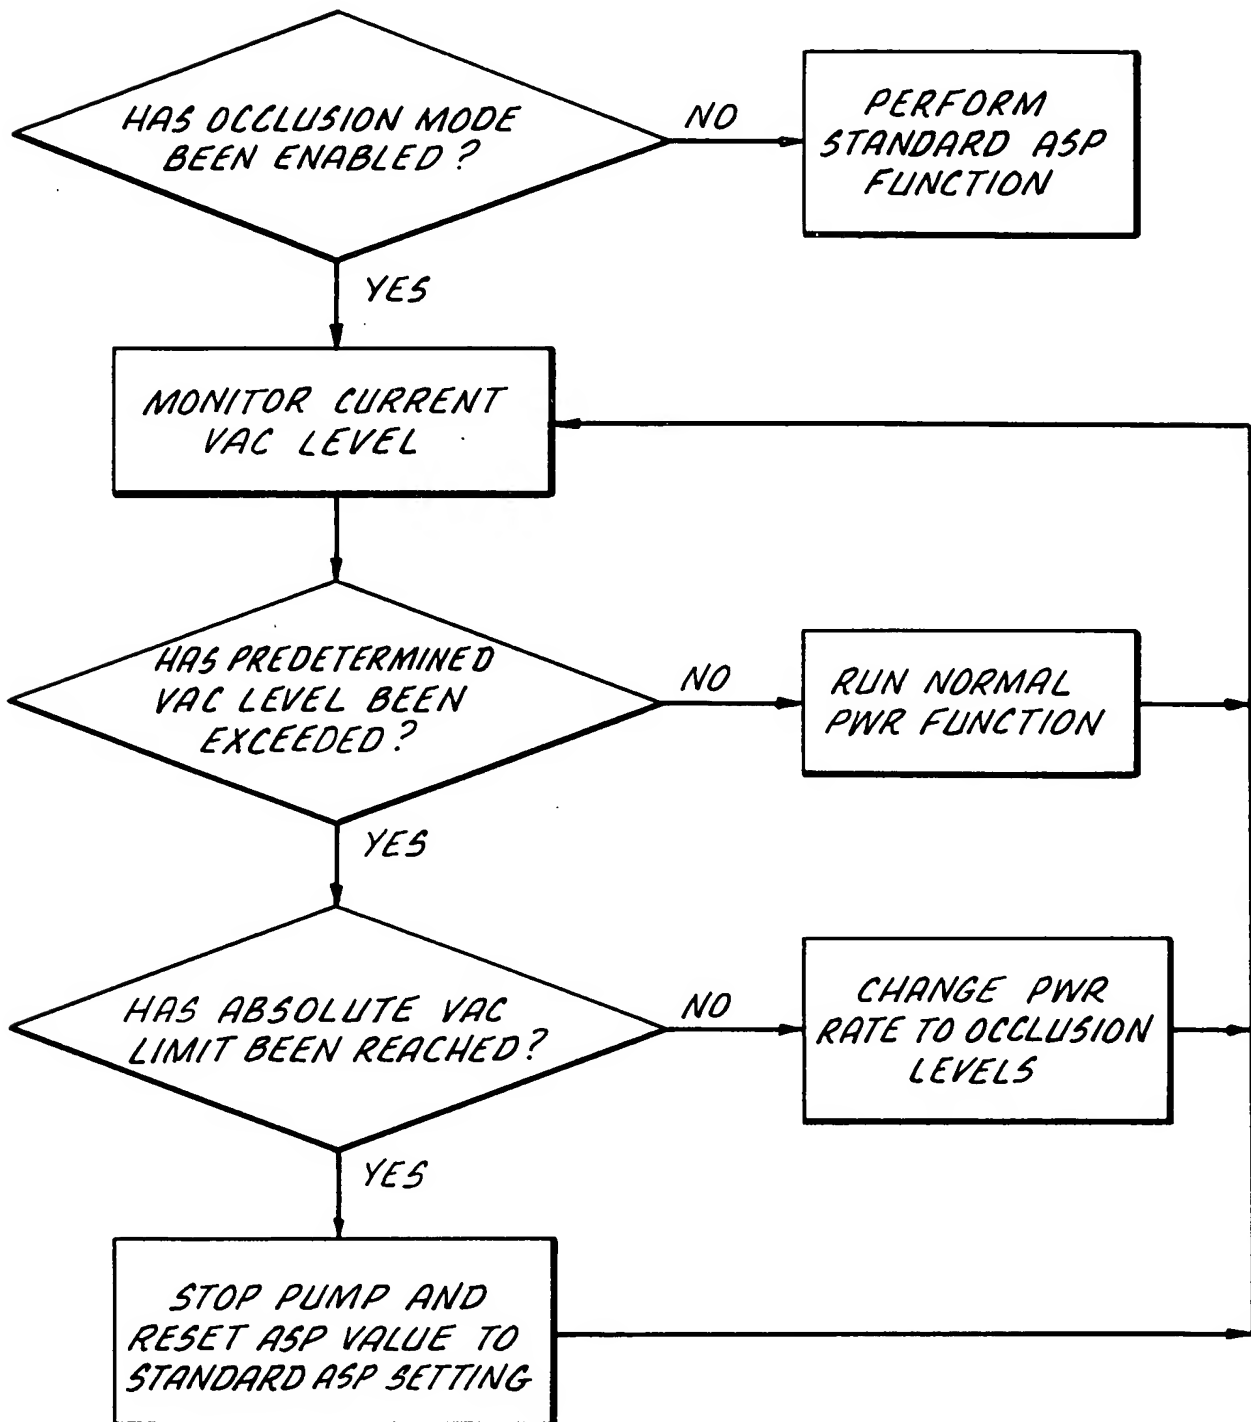 HAS OCCLUSION MODE
BEEN ENABLED?
NO
PERFORM
STANDARD ASP
FUNCTION
YES
MONITOR CURRENT
VAC LEVEL
HAS PREDETERMINED
VAC LEVEL BEEN
EXCEEDED?
NO
RUN NORMAL
PWR FUNCTION
YES
HAS ABSOLUTE VAC
LIMIT BEEN REACHED?
NO
CHANGE PWR
RATE TO OCCLUSION
LEVELS
YES
STOP PUMP AND
RESET ASP VALUE TO
STANDARD ASP SETTING